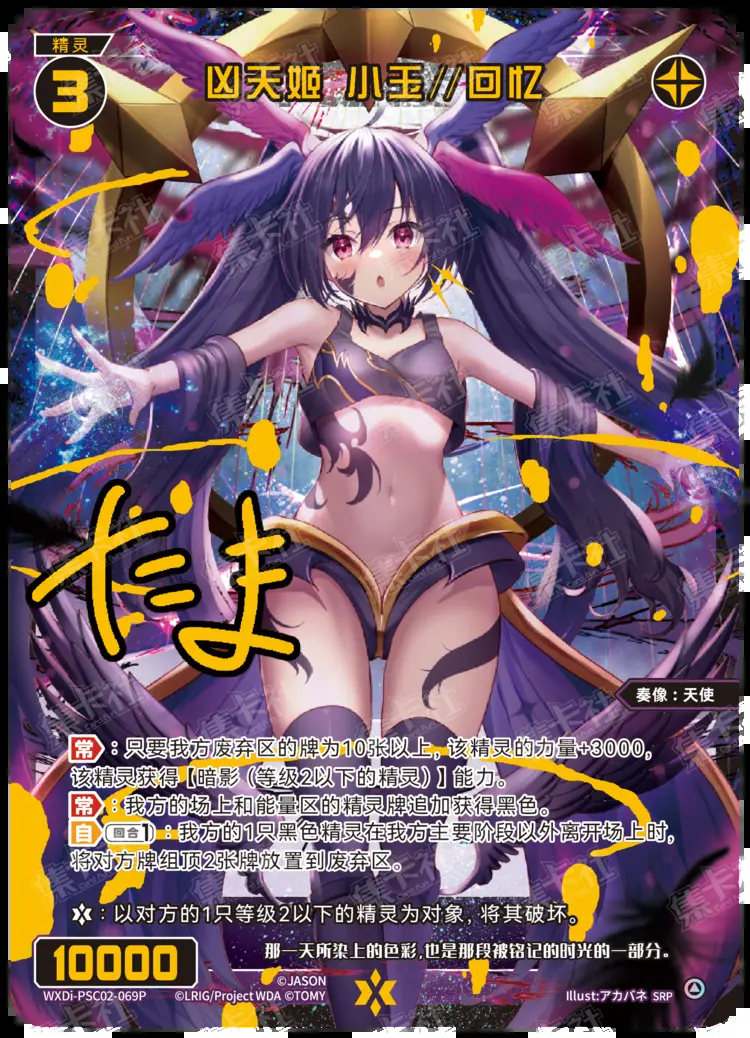 精灵
3
凶天姬 小玉//回忆
だま
奏像：天使
常：只要我方废弃区的牌为10张以上，该精灵的力量+3000，
该精灵获得【暗影（等级2以下的精灵）】能力。
常：我方的场上和能量区的精灵牌追加获得黑色。
自 回合1：我方的1只黑色精灵在我方主要阶段以外离开场上时，
将对方牌组顶2张牌放置到废弃区。
：以对方的1只等级2以下的精灵为对象，将其破坏。
那一天所染上的色彩，也是那段被铭记的时光的一部分。
10000
©JASON
WXDi-PSC02-069P ©LRIG/Project WDA ©TOMY
Illust:アカバネ SRP
集卡社